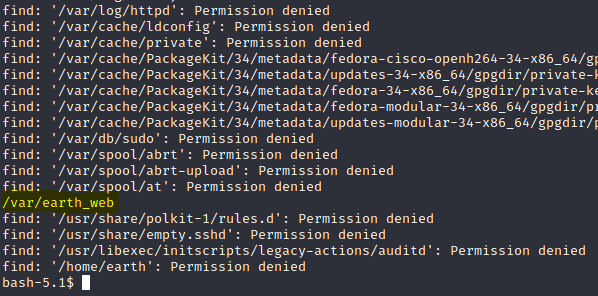 find: '/var/log/httpd': Permission denied
find: '/var/cache/ldconfig': Permission denied
find: '/var/cache/private': Permission denied
find: '/var/cache/PackageKit/34/metadata/fedora-cisco-openh264-34-x86_64/gp
find: '/var/cache/PackageKit/34/metadata/updates-34-x86_64/gpgdir/private-k
find: '/var/cache/PackageKit/34/metadata/fedora-34-x86_64/gpgdir/private-ke
find: '/var/cache/PackageKit/34/metadata/fedora-modular-34-x86_64/gpgdir/pr
find: '/var/cache/PackageKit/34/metadata/updates-modular-34-x86_64/gpgdir/p
find: '/var/db/sudo': Permission denied
find: '/var/spool/abrt': Permission denied
find: '/var/spool/abrt-upload': Permission denied
find: '/var/spool/at': Permission denied
/var/earth_web
find: '/usr/share/polkit-1/rules.d': Permission denied
find: '/usr/share/empty.sshd': Permission denied
find: '/usr/libexec/initscripts/legacy-actions/auditd': Permission denied
find: '/home/earth': Permission denied
bash-5.1$